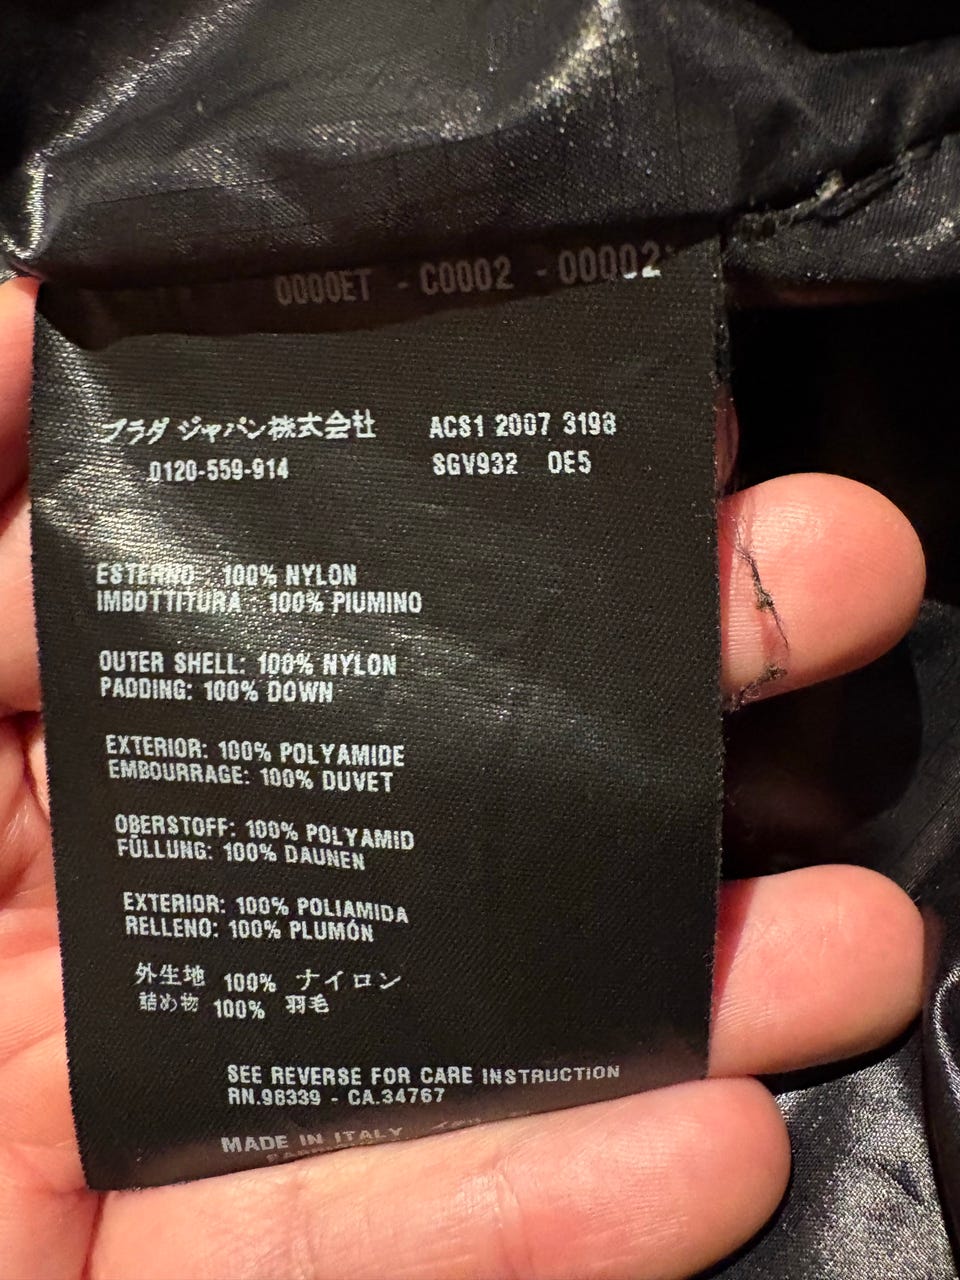 0000ET - C0002 - 00002
プラダ ジャパン株式会社 ACS1 2007 3198
0120-559-914 SGV932 OE5
ESTERNO : 100% NYLON
IMBOTTITURA : 100% PIUMINO
OUTER SHELL: 100% NYLON
PADDING: 100% DOWN
EXTERIOR: 100% POLYAMIDE
EMBOURRAGE: 100% DUVET
OBERSTOFF: 100% POLYAMID
FÜLLUNG: 100% DAUNEN
EXTERIOR: 100% POLIAMIDA
RELLENO: 100% PLUMÓN
外生地 100% ナイロン
詰め物 100% 羽毛
SEE REVERSE FOR CARE INSTRUCTION
RN.98339 - CA.34767
MADE IN ITALY